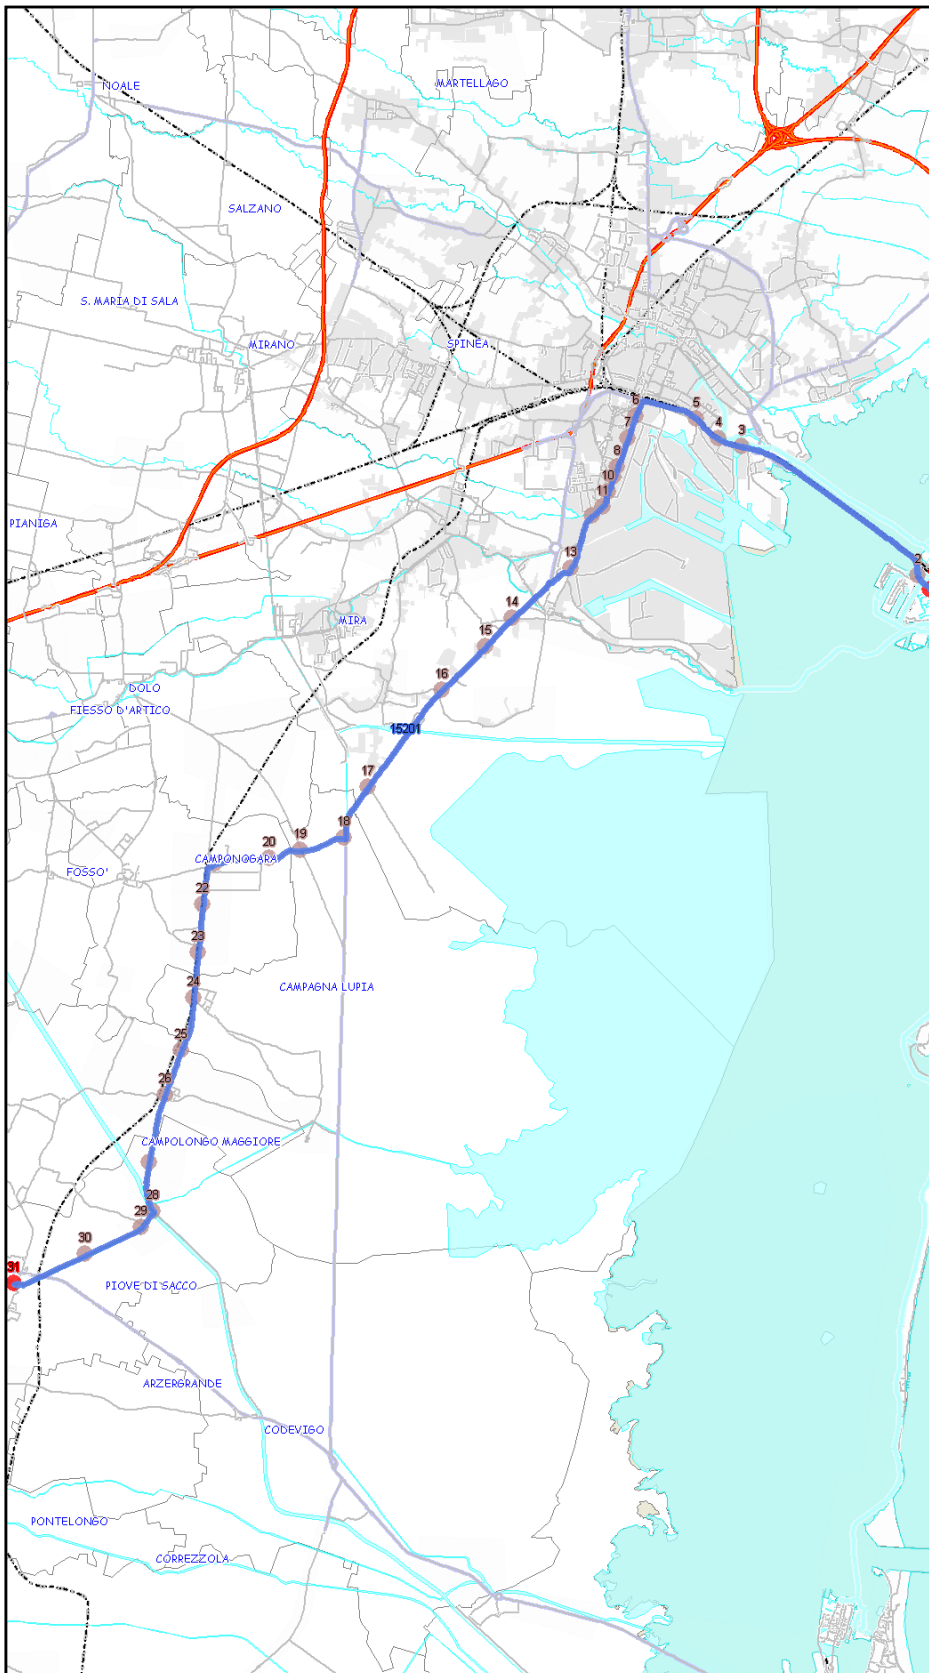 NOALE
MARTELLAGO
SALZANO
S. MARIA DI SALA
MIRANO
SPINEA
6
5
7
4
3
8
10
11
PIANIGA
13
2
14
MIRA
15
16
DOLO
FIESSO D'ARTICO
15201
17
18
19
20
CAMPONOGARA
FOSSO'
22
23
CAMPAGNA LUPIA
24
25
26
CAMPOLONGO MAGGIORE
28
29
30
31
PIOVE DI SACCO
ARZERGRANDE
CODEVIGO
PONTELONGO
CORREZZOLA